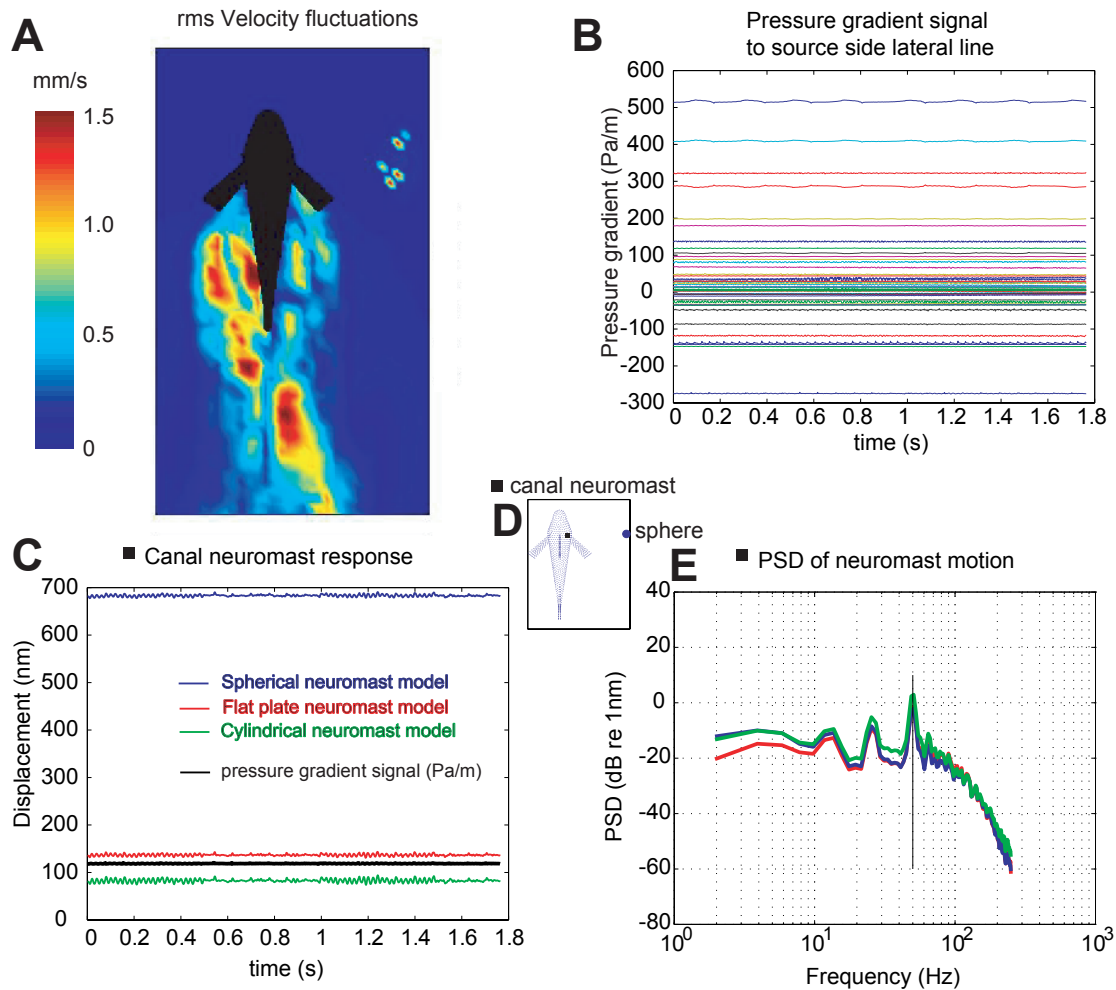 A
rms Velocity fluctuations
mm/s
1.5
1.0
0.5
0
B
Pressure gradient signal
to source side lateral line
Pressure gradient (Pa/m)
600
500
400
300
200
100
0
-100
-200
-300
0 0.2 0.4 0.6 0.8 1 1.2 1.4 1.6 1.8
time (s)
C
■ Canal neuromast response
Displacement (nm)
700
600
500
400
300
200
100
0
Spherical neuromast model
Flat plate neuromast model
Cylindrical neuromast model
pressure gradient signal (Pa/m)
0 0.2 0.4 0.6 0.8 1 1.2 1.4 1.6 1.8
time (s)
■ canal neuromast
D
sphere
E
■ PSD of neuromast motion
PSD (dB re 1nm)
40
20
0
-20
-40
-60
-80
10⁰ 10¹ 10² 10³
Frequency (Hz)